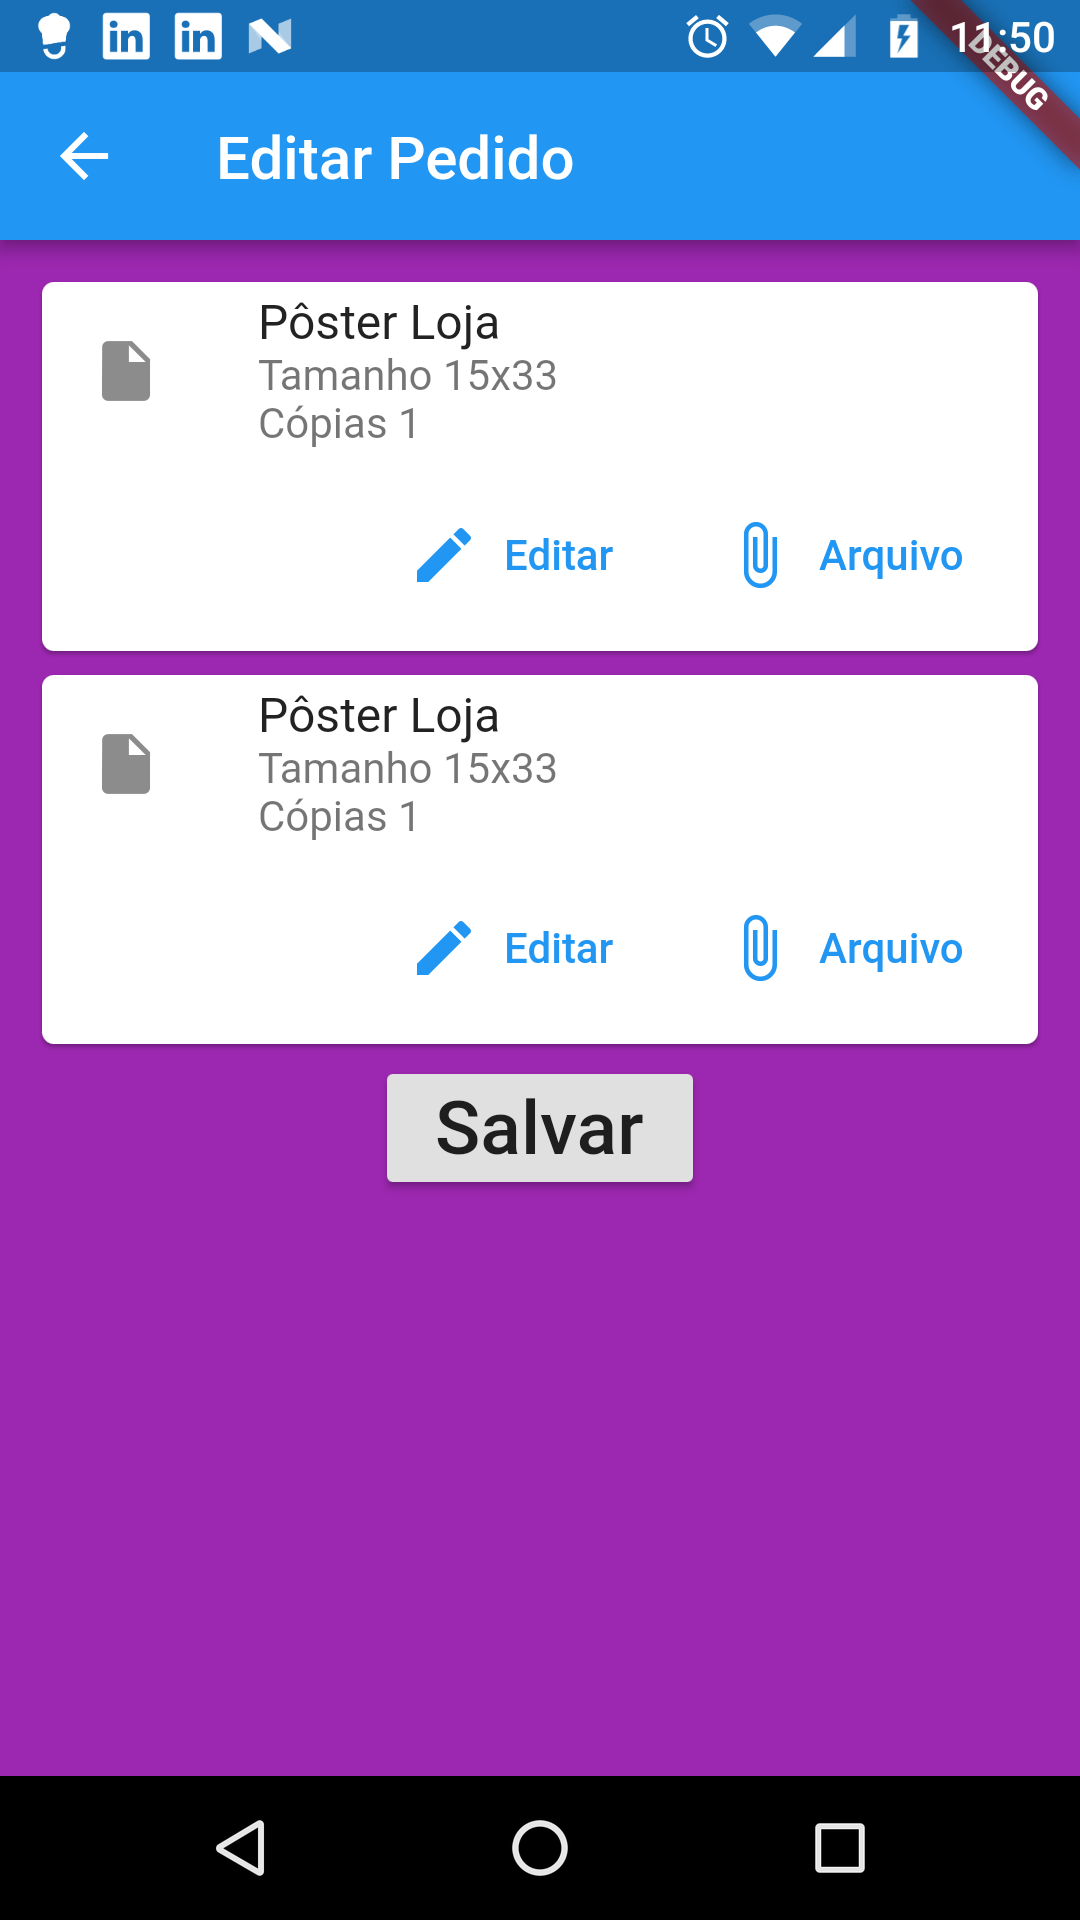 11:50
DEBUG
Editar Pedido
Pôster Loja
Tamanho 15x33
Cópias 1
Editar Arquivo
Pôster Loja
Tamanho 15x33
Cópias 1
Editar Arquivo
Salvar